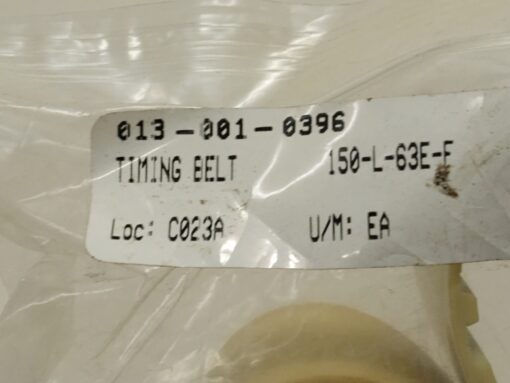 013-001-0396
TIMING BELT 150-L-63E-F
Loc: C023A U/M: EA